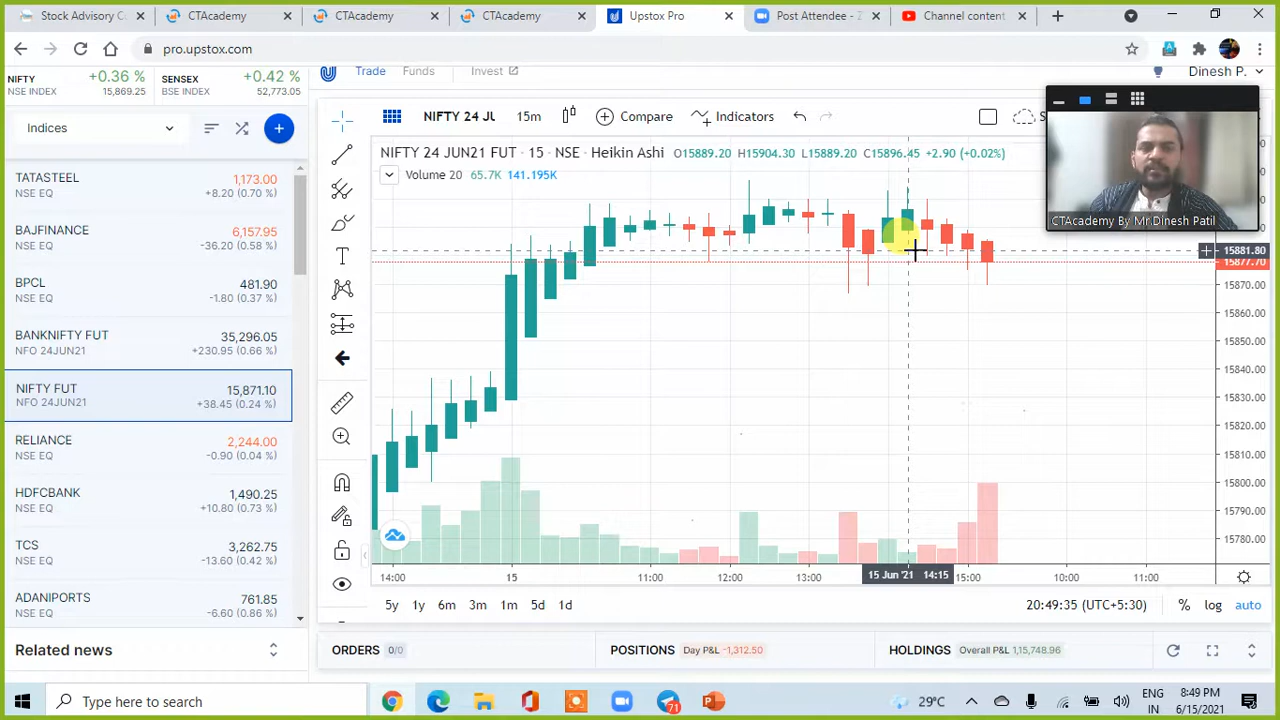 Stock Advisory C
CTAcademy
CTAcademy
CTAcademy
Upstox Pro
Post Attendee - Z
Channel content
pro.upstox.com
NIFTY
NSE INDEX
+0.36 %
15,869.25
SENSEX
BSE INDEX
+0.42 %
52,773.05
Trade
Funds
Invest
Dinesh P.
Indices
NIFTY 24 JU
15m
Compare
Indicators
NIFTY 24 JUN21 FUT · 15 · NSE · Heikin Ashi O15889.20 H15904.30 L15889.20 C15896.45 +2.90 (+0.02%)
Volume 20 65.7K 141.195K
CTAcademy By Mr.Dinesh Patil
TATASTEEL 1,173.00
NSE EQ +8.20 (0.70 %)
BAJFINANCE 6,157.95
NSE EQ -36.20 (0.58 %)
BPCL 481.90
NSE EQ -1.80 (0.37 %)
BANKNIFTY FUT 35,296.05
NFO 24JUN21 +230.95 (0.66 %)
NIFTY FUT 15,871.10
NFO 24JUN21 +38.45 (0.24 %)
RELIANCE 2,244.00
NSE EQ -0.90 (0.04 %)
HDFCBANK 1,490.25
NSE EQ +10.80 (0.73 %)
TCS 3,262.75
NSE EQ -13.60 (0.42 %)
ADANIPORTS 761.85
NSE EQ -6.60 (0.86 %)
Related news
15881.80
15877.70
15870.00
15860.00
15850.00
15840.00
15830.00
15820.00
15810.00
15800.00
15790.00
15780.00
14:00 15 11:00 12:00 13:00 15 Jun '21 14:15 15:00 10:00 11:00
5y 1y 6m 3m 1m 5d 1d
20:49:35 (UTC+5:30) % log auto
ORDERS 0/0
POSITIONS Day P&L -1,312.50
HOLDINGS Overall P&L 1,15,748.96
Type here to search
71
29°C
ENG
IN
8:49 PM
6/15/2021